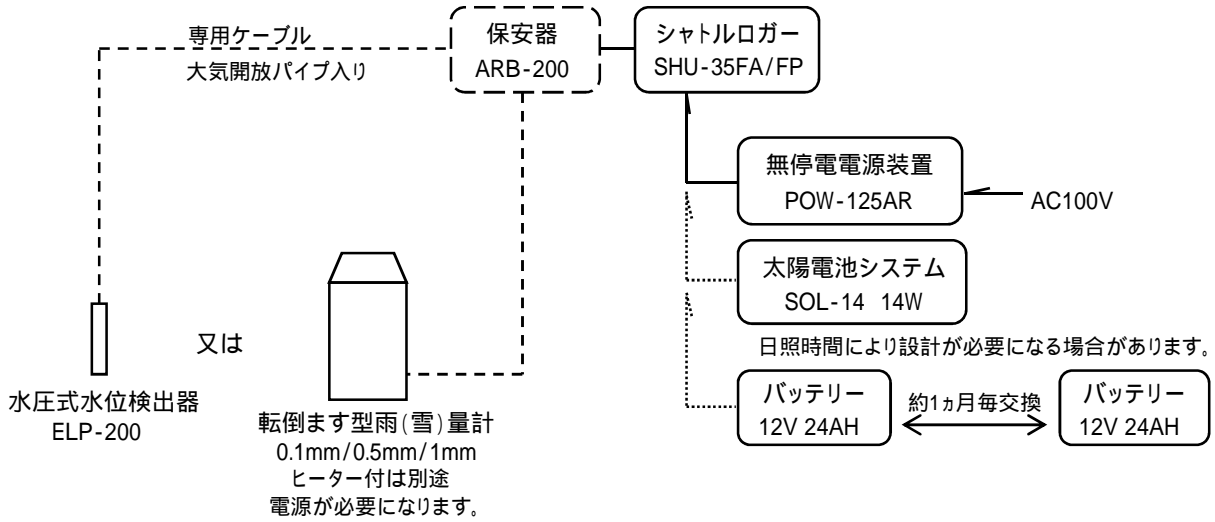 専用ケーブル
大気開放パイプ入り
保安器
ARB-200
シャトルロガー
SHU-35FA/FP
無停電電源装置
POW-125AR
AC100V
太陽電池システム
SOL-14 14W
日照時間により設計が必要になる場合があります。
バッテリー
12V 24AH
約1ヵ月毎交換
バッテリー
12V 24AH
又は
水圧式水位検出器
ELP-200
転倒ます型雨(雪)量計
0.1mm/0.5mm/1mm
ヒーター付は別途
電源が必要になります。